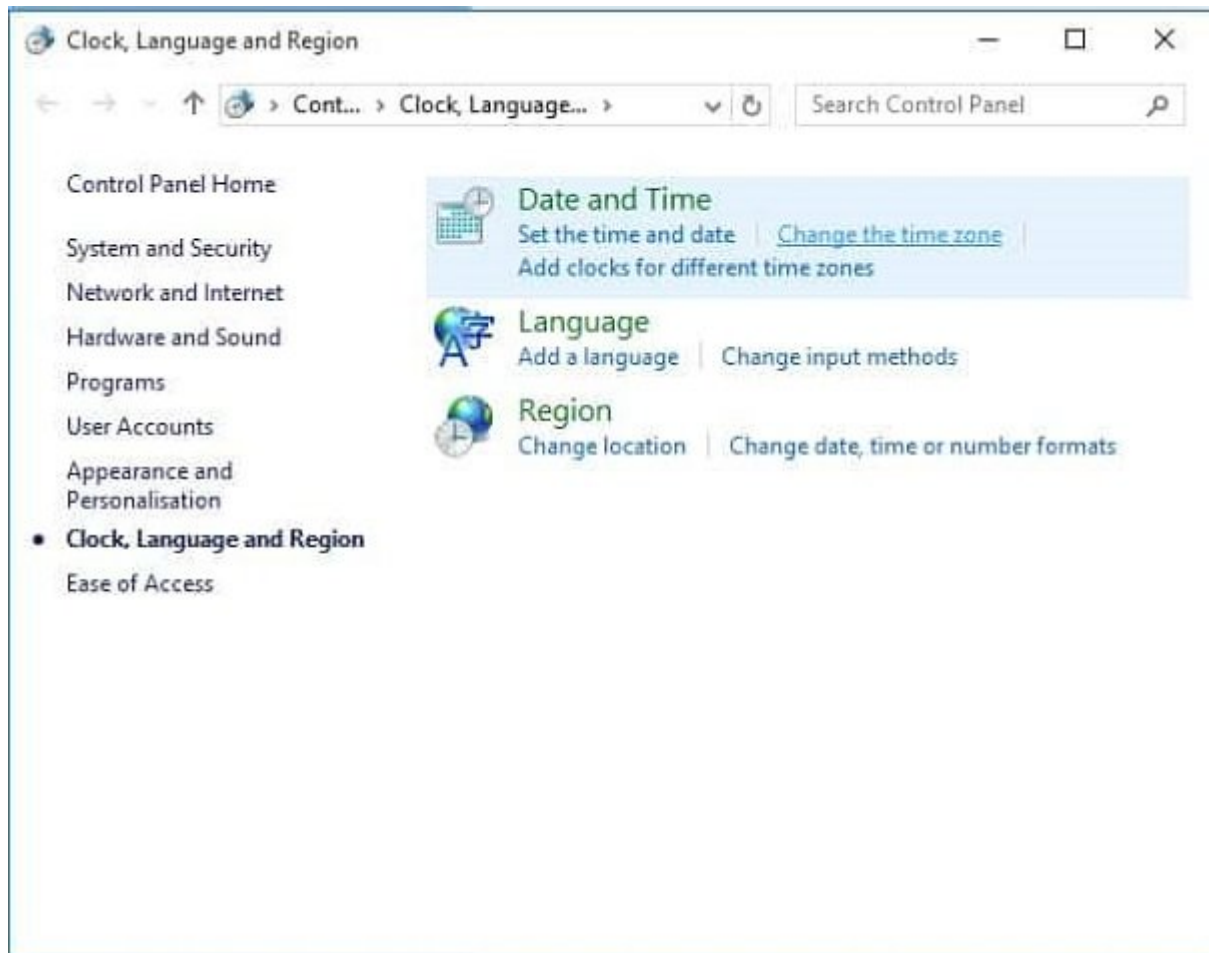 Clock, Language and Region
Cont... > Clock, Language... >
Search Control Panel
Control Panel Home
System and Security
Network and Internet
Hardware and Sound
Programs
User Accounts
Appearance and
Personalisation
Clock, Language and Region
Ease of Access
Date and Time
Set the time and date | Change the time zone |
Add clocks for different time zones
Language
Add a language | Change input methods
Region
Change location | Change date, time or number formats